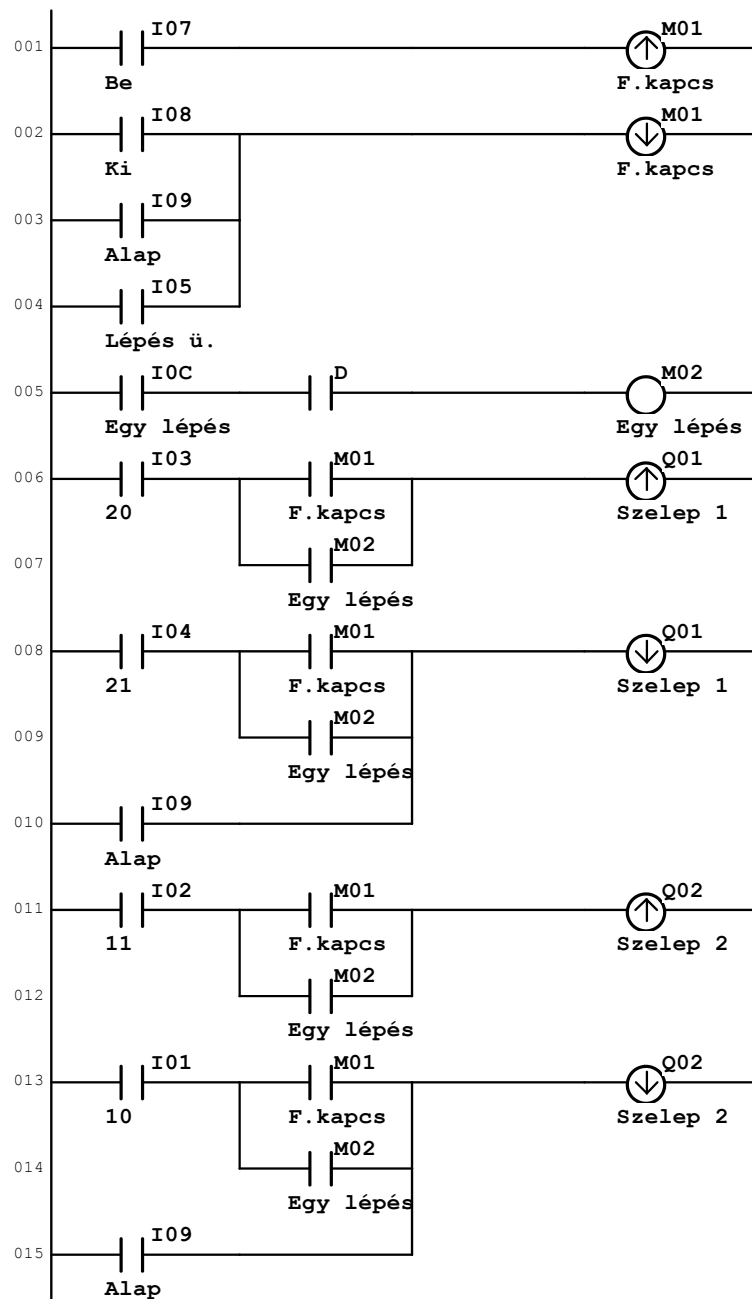 I07 M01
001
Be F.kapcs
I08 M01
002
Ki F.kapcs
I09
003
Alap
I05
004
Lépés ü.
I0C D M02
005
Egy lépés Egy lépés
I03 M01 Q01
006
20 F.kapcs Szelep 1
M02
007
Egy lépés
I04 M01 Q01
008
21 F.kapcs Szelep 1
M02
009
Egy lépés
I09
010
Alap
I02 M01 Q02
011
11 F.kapcs Szelep 2
M02
012
Egy lépés
I01 M01 Q02
013
10 F.kapcs Szelep 2
M02
014
Egy lépés
I09
015
Alap